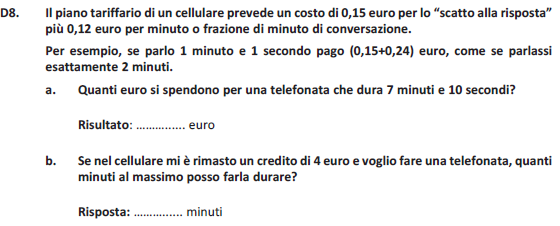 D8. Il piano tariffario di un cellulare prevede un costo di 0,15 euro per lo “scatto alla risposta”
più 0,12 euro per minuto o frazione di minuto di conversazione.
Per esempio, se parlo 1 minuto e 1 secondo pago (0,15+0,24) euro, come se parlassi
esattamente 2 minuti.
a. Quanti euro si spendono per una telefonata che dura 7 minuti e 10 secondi?
Risultato: ............... euro
b. Se nel cellulare mi è rimasto un credito di 4 euro e voglio fare una telefonata, quanti
minuti al massimo posso farla durare?
Risposta: ............... minuti